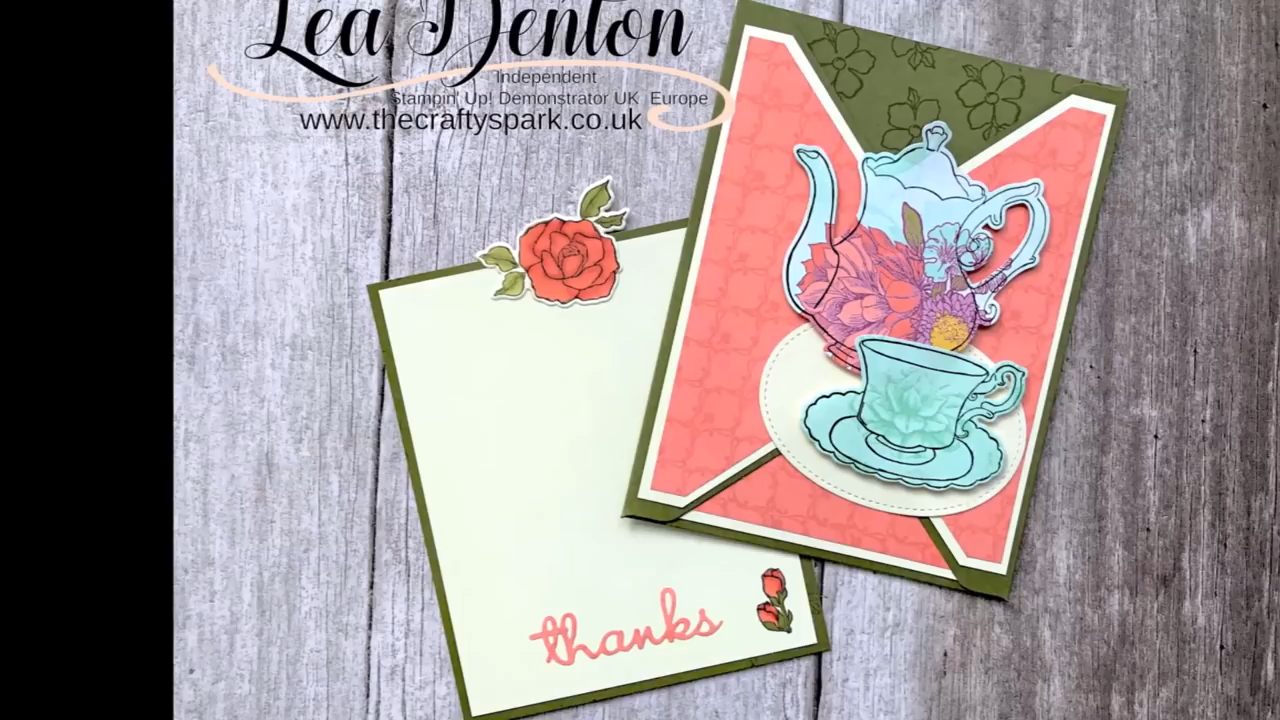 Lea Denton
Independent
Stampin' Up! Demonstrator UK Europe
www.thecraftyspark.co.uk
thanks